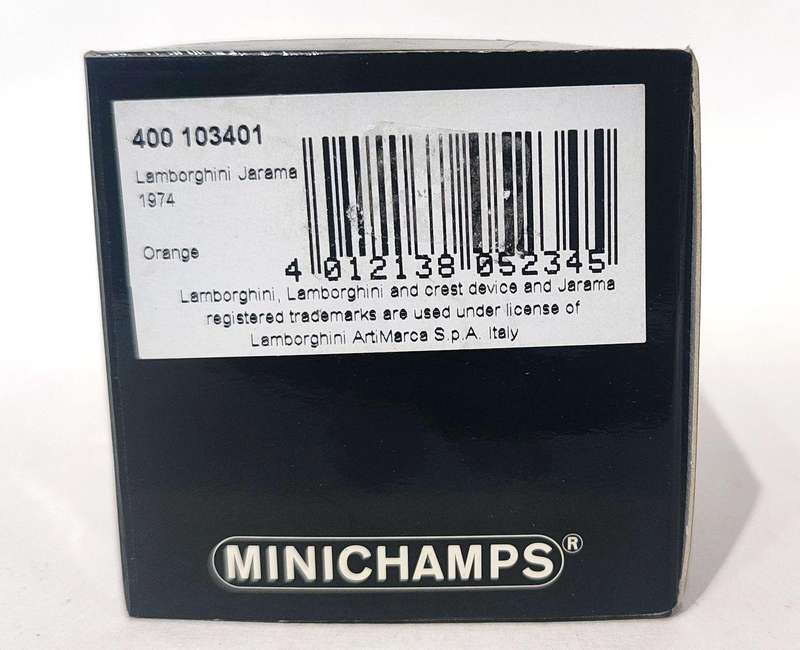 400 103401
Lamborghini Jarama
1974
Orange
4 012138 052345
Lamborghini, Lamborghini and crest device and Jarama
registered trademarks are used under license of
Lamborghini ArtiMarca S.p.A. Italy
MINICHAMPS®